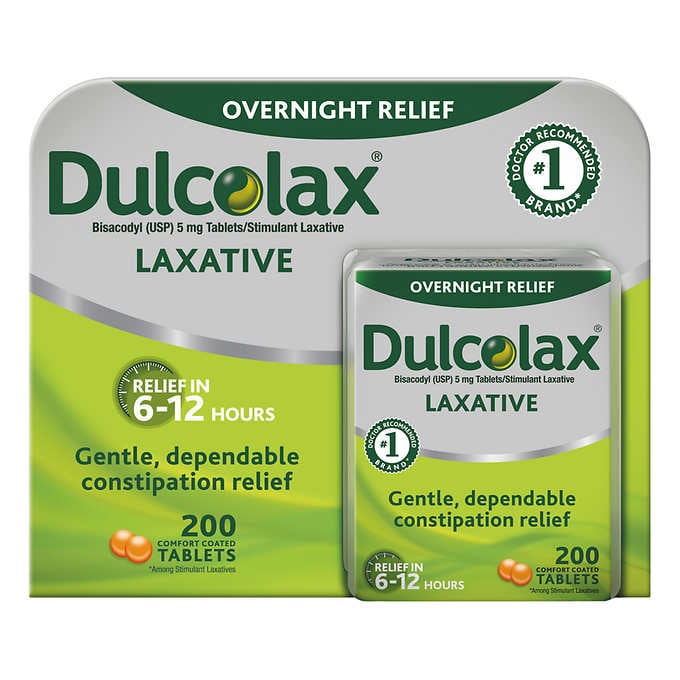 OVERNIGHT RELIEF
Dulcolax®
Bisacodyl (USP) 5 mg Tablets/Stimulant Laxative
LAXATIVE
DOCTOR RECOMMENDED
#1
BRAND*
RELIEF IN
6-12 HOURS
Gentle, dependable
constipation relief
200
COMFORT COATED
TABLETS
*Among Stimulant Laxatives
OVERNIGHT RELIEF
Dulcolax®
Bisacodyl (USP) 5 mg Tablets/Stimulant Laxative
LAXATIVE
DOCTOR RECOMMENDED
#1
BRAND*
Gentle, dependable
constipation relief
RELIEF IN
6-12 HOURS
200
COMFORT COATED
TABLETS
*Among Stimulant Laxatives